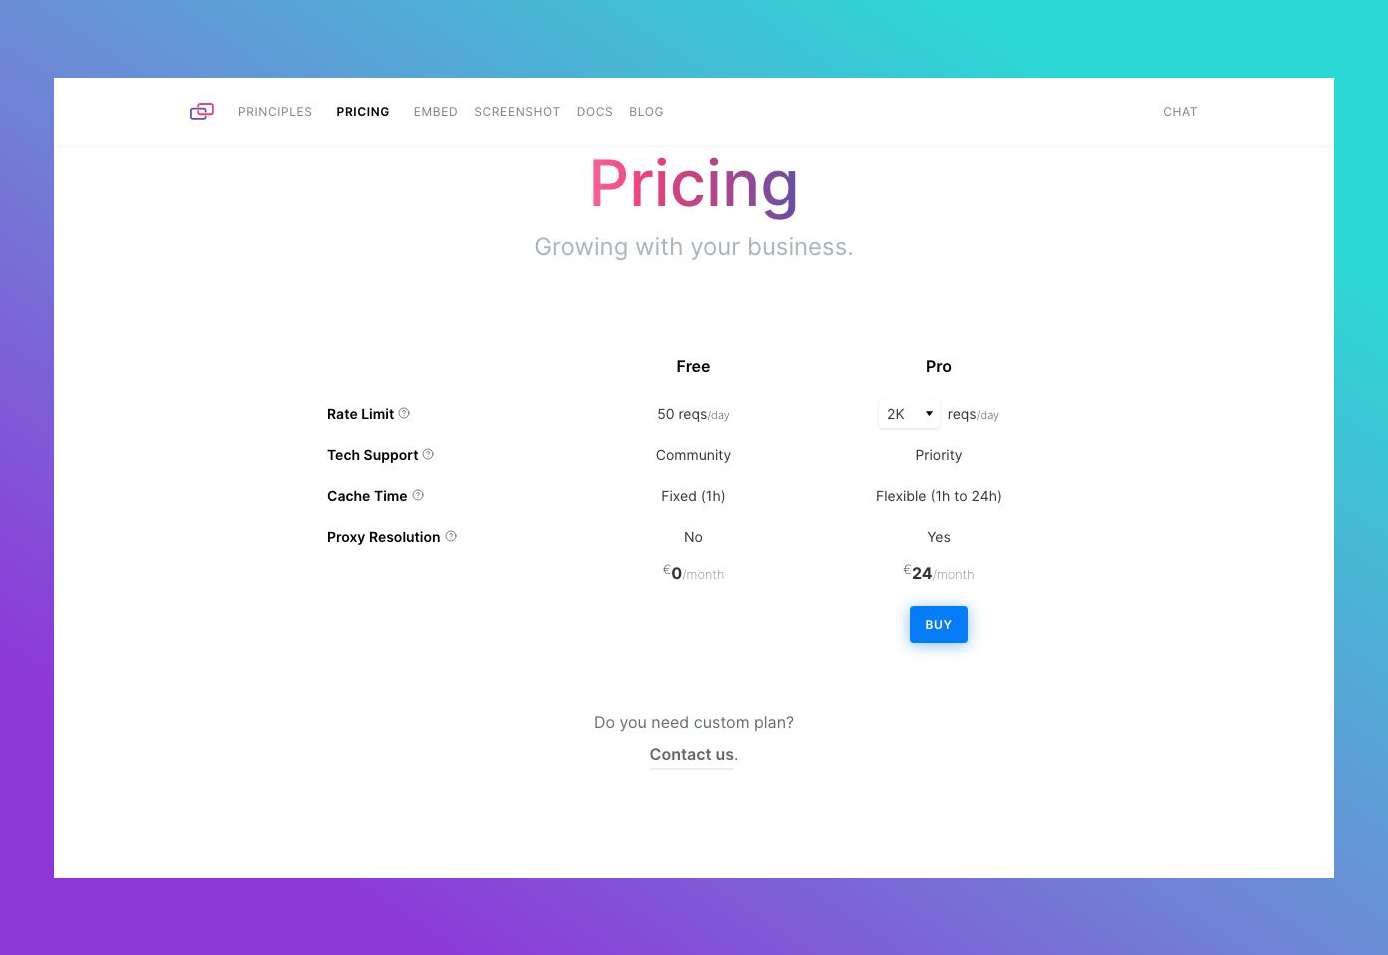 PRINCIPLES PRICING EMBED SCREENSHOT DOCS BLOG CHAT
Pricing
Growing with your business.
Free Pro
Rate Limit 50 reqs/day 2K reqs/day
Tech Support Community Priority
Cache Time Fixed (1h) Flexible (1h to 24h)
Proxy Resolution No Yes
€0/month €24/month
BUY
Do you need custom plan?
Contact us.